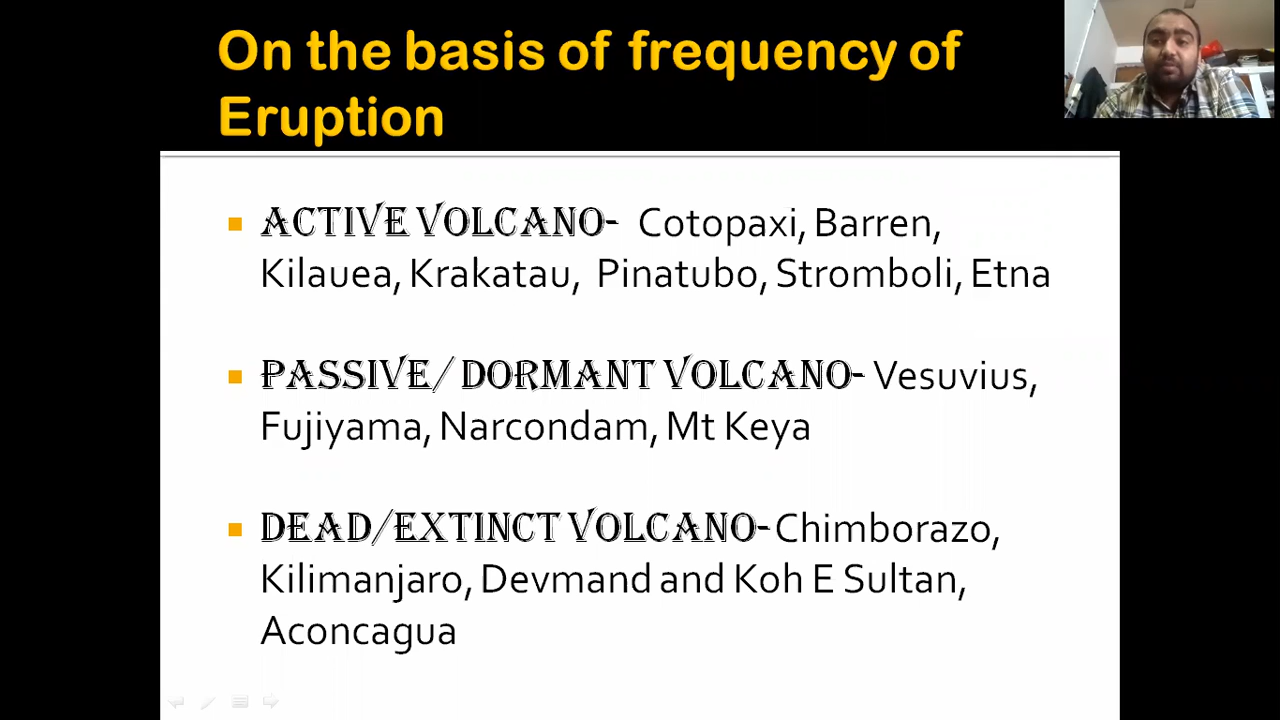 On the basis of frequency of
Eruption
ACTIVE VOLCANO- Cotopaxi, Barren,
Kilauea, Krakatau, Pinatubo, Stromboli, Etna
PASSIVE/ DORMANT VOLCANO- Vesuvius,
Fujiyama, Narcondam, Mt Keya
DEAD/EXTINCT VOLCANO- Chimborazo,
Kilimanjaro, Devmand and Koh E Sultan,
Aconcagua